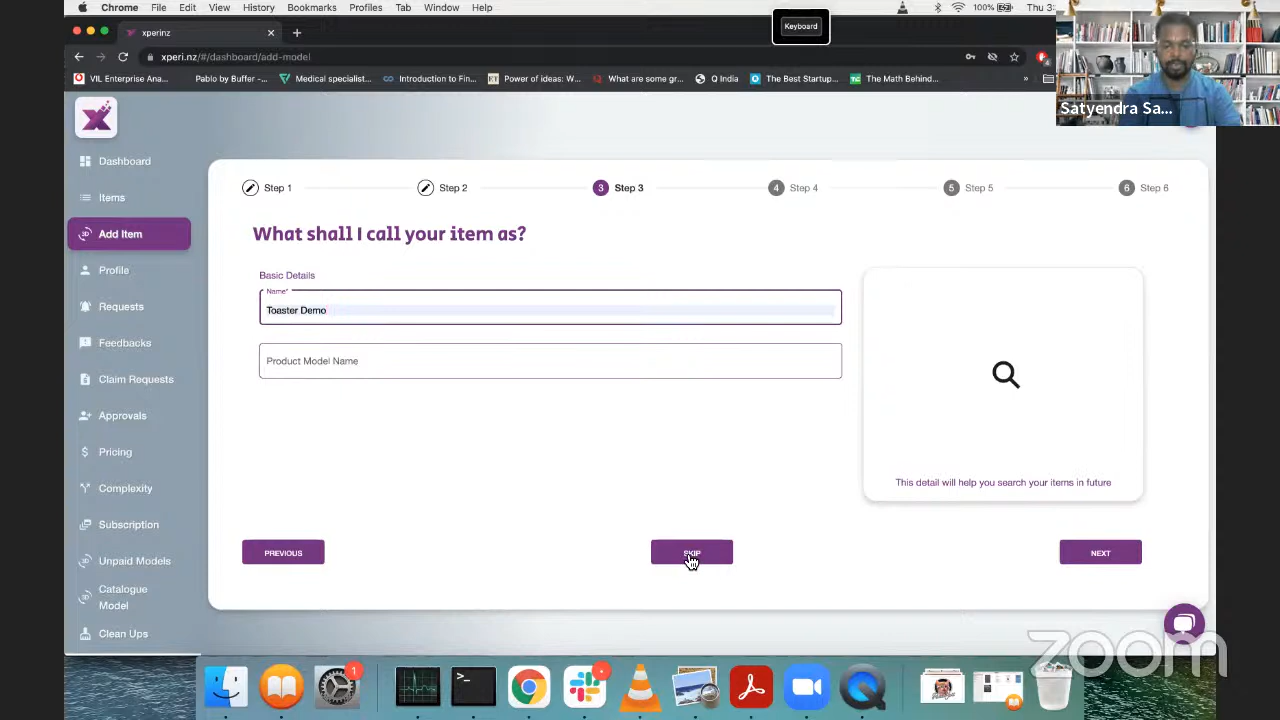 Chrome File Edit View History Bookmarks Profiles Tab Window Help
100%
Thu 3
Keyboard
xperinz
xperi.nz/#/dashboard/add-model
VIL Enterprise Ana... Pablo by Buffer -... Medical specialist... Introduction to Fin... Power of ideas: W... What are some gr... Q India The Best Startup... The Math Behin... »
Satyendra Sa...
Dashboard
Items
Add Item
Profile
Requests
Feedbacks
Claim Requests
Approvals
Pricing
Complexity
Subscription
Unpaid Models
Catalogue
Model
Clean Ups
Step 1 Step 2 3 Step 3 4 Step 4 5 Step 5 6 Step 6
What shall I call your item as?
Basic Details
Name*
Toaster Demo
Product Model Name
This detail will help you search your items in future
PREVIOUS SKIP NEXT
zoom
1